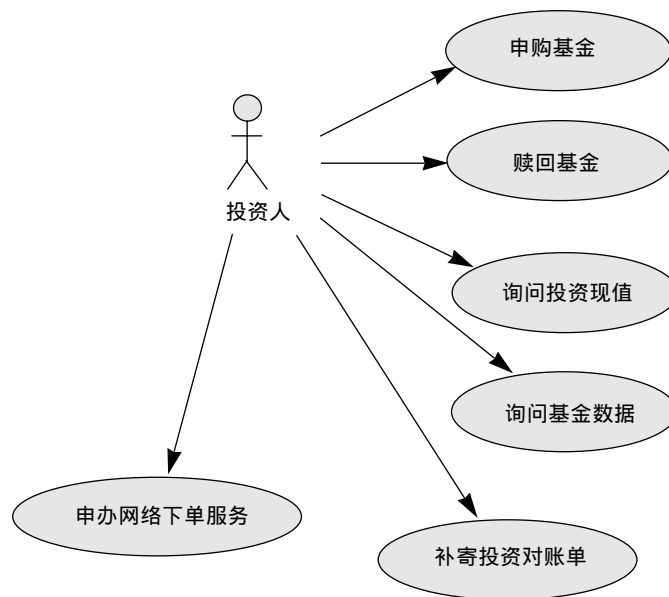 申购基金
赎回基金
投资人
询问投资现值
询问基金数据
申办网络下单服务
补寄投资对账单